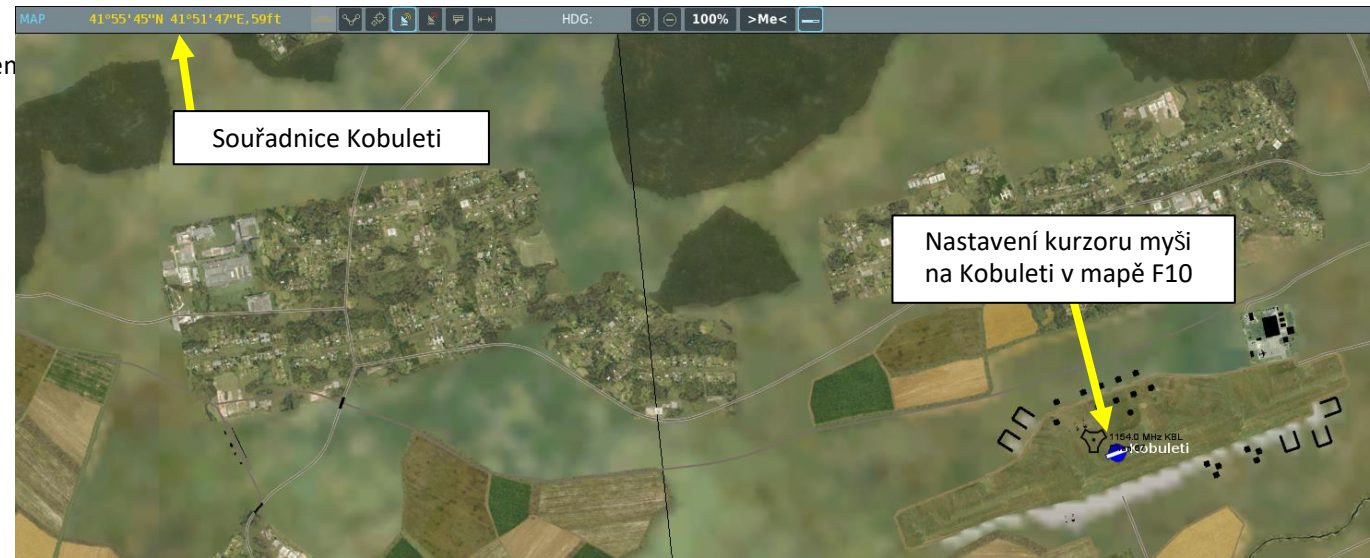 MAP 41°55'45"N 41°51'47"E,59ft HDG: 100% >Me<
Souřadnice Kobuleti
Nastavení kurzoru myši
na Kobuleti v mapě F10
1154.0 MHz KBL
Kobuleti